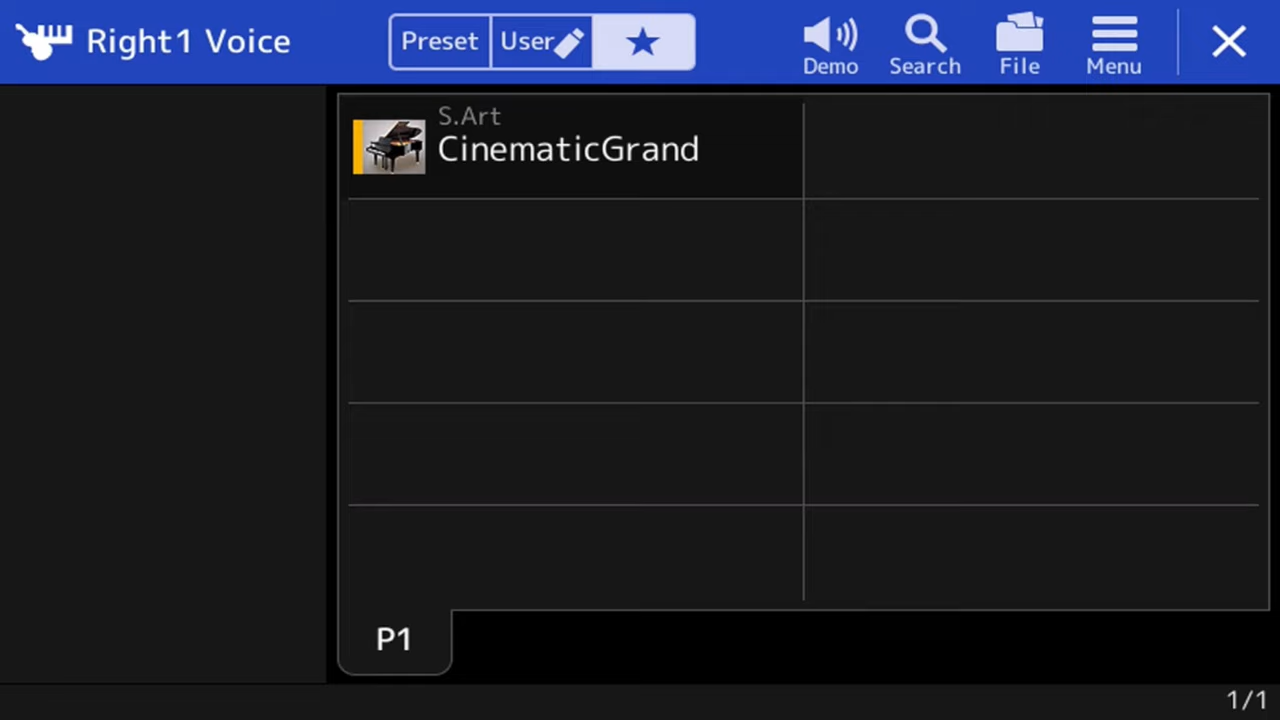 Right1 Voice
Preset
User
Demo
Search
File
Menu
S.Art
CinematicGrand
P1
1/1